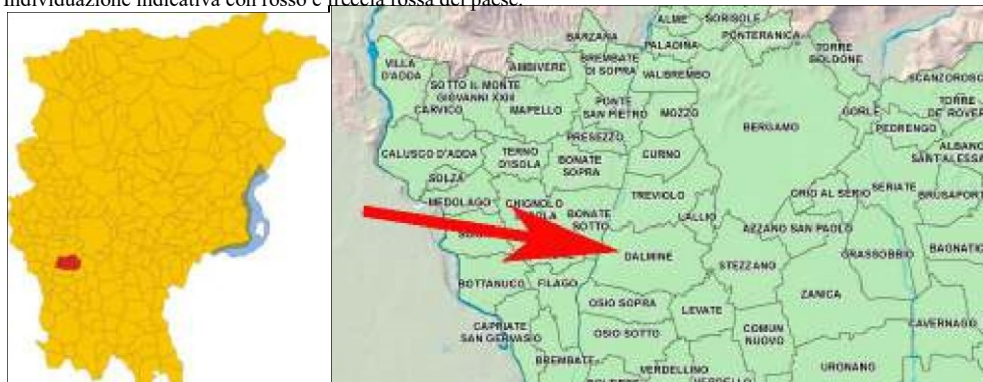 Individuazione indicativa con rosso e freccia rossa del paese.
ALME SORISOLE
BARZANA PALADINA PONTERANICA
VILLA D'ADDA
AMBIVERE
BREMBATE DI SOPRA
VALBREMBO
TORRE BOLDONE
SOTTO IL MONTE GIOVANNI XXIII
SCANZOROSC
CARVICO
MAPELLO
PONTE SAN PIETRO
MOZZO
BERGAMO
GORLE
TORRE DE' ROVER
PRESEZZO
PEDRENGO
CALUSCO D'ADDA
TERNO D'ISOLA
BONATE SOPRA
CURNO
ALBANO SANT'ALESSA
SOLZA
MEDOLAGO
CHIGNOLO
BONATE SOTTO
TREVIOLO
LALLIO
ORIO AL SERIO
SERIATE
BRUSAPORT
AZZANO SAN PAOLO
DALMINE
STEZZANO
GRASSOBBIO
BAGNATIC
BOTTANUCO
FILAGO
OSIO SOPRA
LEVATE
ZANICA
CAPRIATE SAN GERVASIO
OSIO SOTTO
COMUN NUOVO
CAVERNAGO
BREMBATE
VERDELLINO
VERDELLO
URGNANO